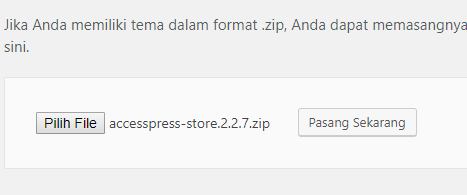 Jika Anda memiliki tema dalam format .zip, Anda dapat memasangnya
sini.
Pilih File accesspress-store.2.2.7.zip Pasang Sekarang